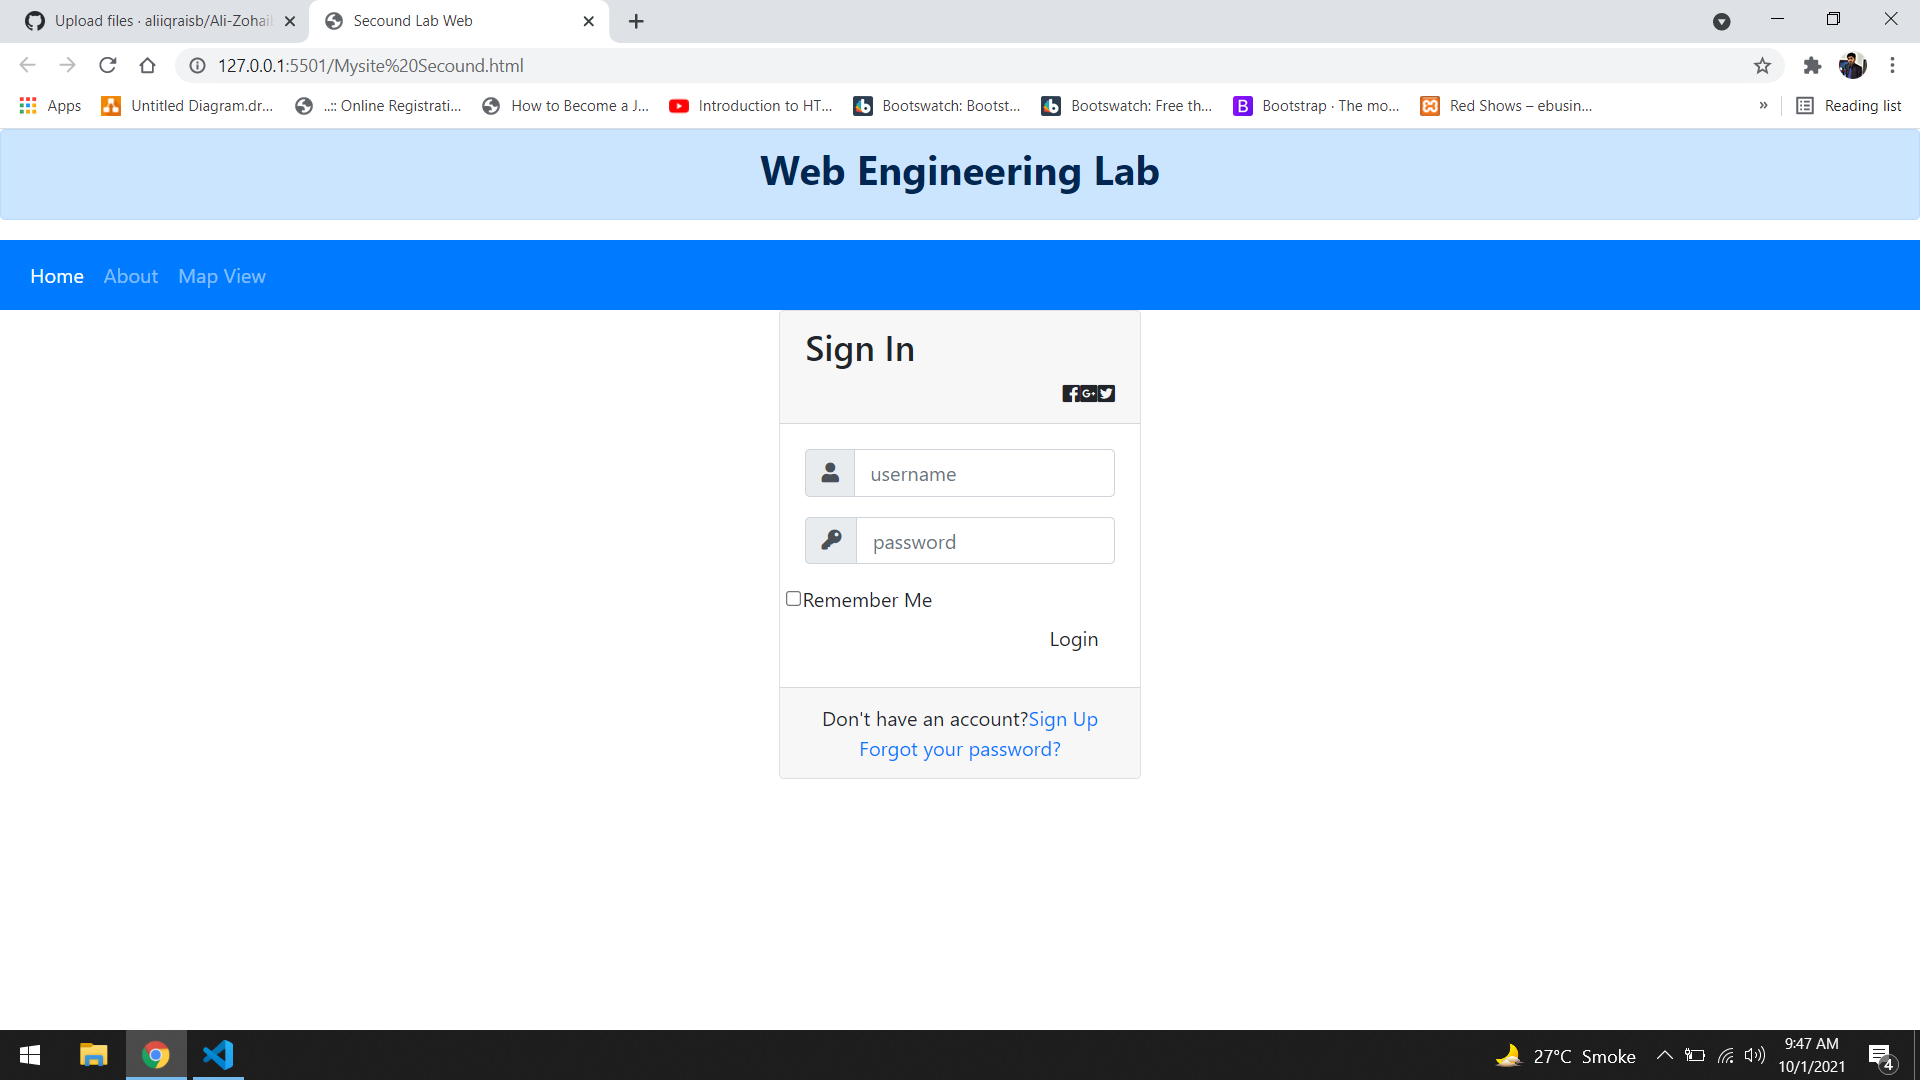 Upload files · aliiqraisb/Ali-Zohaib
Secound Lab Web
127.0.0.1:5501/Mysite%20Secound.html
Apps
Untitled Diagram.dr...
..:: Online Registrati...
How to Become a J...
Introduction to HT...
Bootswatch: Bootst...
Bootswatch: Free th...
Bootstrap · The mo...
Red Shows – ebusin...
»
Reading list
Web Engineering Lab
Home
About
Map View
Sign In
username
password
Remember Me
Login
Don't have an account?Sign Up
Forgot your password?
27°C Smoke
9:47 AM
10/1/2021
4